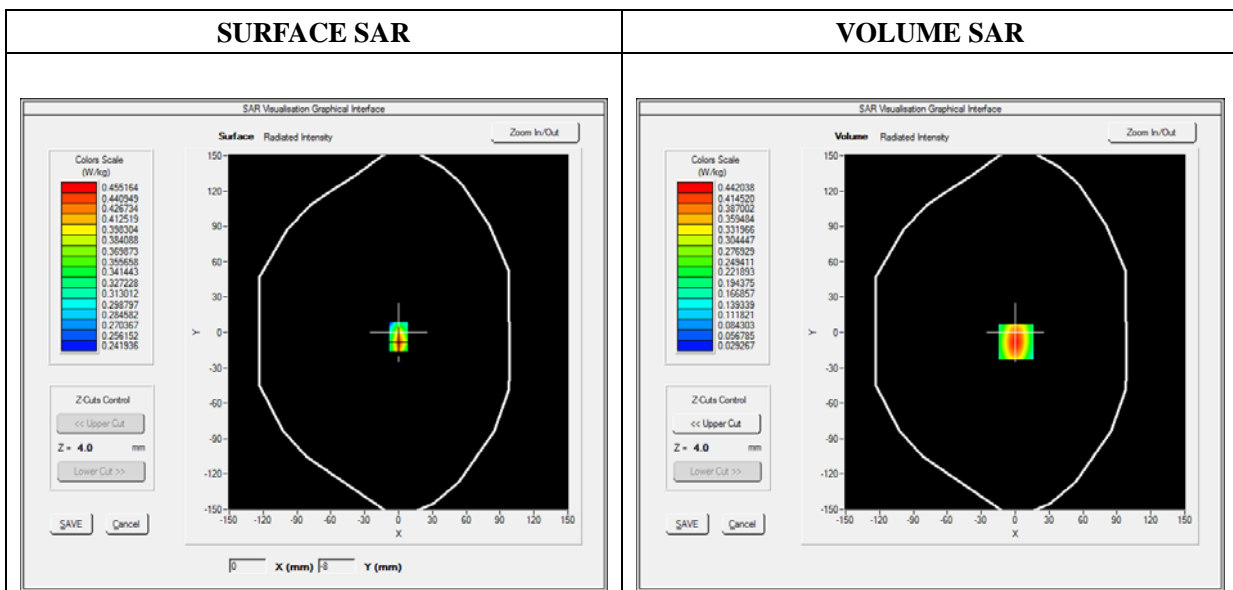 SURFACE SAR
VOLUME SAR
SAR Visualisation Graphical Interface
Surface Radiated Intensity
Zoom In/Out
Colors Scale
(W/kg)
0.455164
0.440949
0.426734
0.412519
0.398304
0.384088
0.369873
0.355658
0.341443
0.327228
0.313012
0.298797
0.284582
0.270367
0.256152
0.241936
Z-Cuts Control
<< Upper Cut
Z = 4.0 mm
Lower Cut >>
SAVE Cancel
150
120
90
60
30
0
-30
-60
-90
-120
-150
Y
-150 -120 -90 -60 -30 0 30 60 90 120 150
X
0 X (mm) -8 Y (mm)
SAR Visualisation Graphical Interface
Volume Radiated Intensity
Zoom In/Out
Colors Scale
(W/kg)
0.442038
0.414520
0.387002
0.359484
0.331966
0.304447
0.276929
0.249411
0.221893
0.194375
0.166857
0.139339
0.111821
0.084303
0.056785
0.029267
Z-Cuts Control
<< Upper Cut
Z = 4.0 mm
Lower Cut >>
SAVE Cancel
150
120
90
60
30
0
-30
-60
-90
-120
-150
Y
-150 -120 -90 -60 -30 0 30 60 90 120 150
X